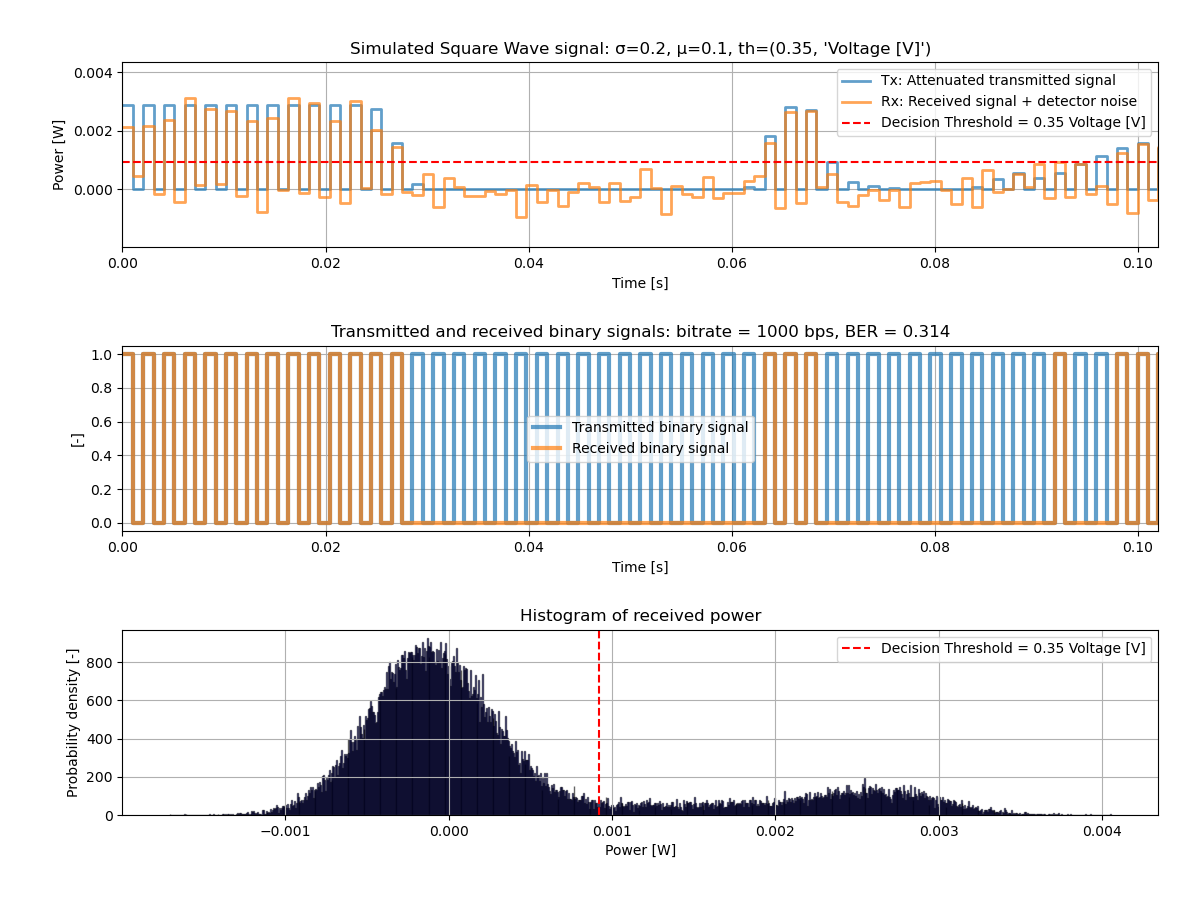 Simulated Square Wave signal: σ=0.2, μ=0.1, th=(0.35, 'Voltage [V]')
0.004
0.002
0.000
Power [W]
Tx: Attenuated transmitted signal
Rx: Received signal + detector noise
Decision Threshold = 0.35 Voltage [V]
0.00 0.02 0.04 0.06 0.08 0.10
Time [s]
Transmitted and received binary signals: bitrate = 1000 bps, BER = 0.314
1.0
0.8
0.6
0.4
0.2
0.0
[-]
Transmitted binary signal
Received binary signal
0.00 0.02 0.04 0.06 0.08 0.10
Time [s]
Histogram of received power
800
600
400
200
0
Probability density [-]
Decision Threshold = 0.35 Voltage [V]
−0.001 0.000 0.001 0.002 0.003 0.004
Power [W]